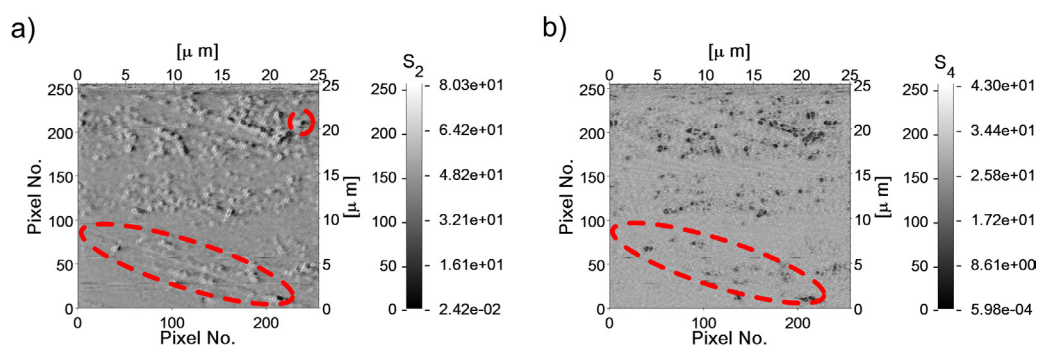 a)
[μ m]
0 5 10 15 20 25
250
200
150
100
50
0
Pixel No.
25
20
15
10
5
0
[μ m]
0 100 200
Pixel No.
S2
250
200
150
100
50
0
8.03e+01
6.42e+01
4.82e+01
3.21e+01
1.61e+01
2.42e-02
b)
[μ m]
0 5 10 15 20 25
250
200
150
100
50
0
Pixel No.
25
20
15
10
5
0
[μ m]
0 100 200
Pixel No.
S4
250
200
150
100
50
0
4.30e+01
3.44e+01
2.58e+01
1.72e+01
8.61e+00
5.98e-04